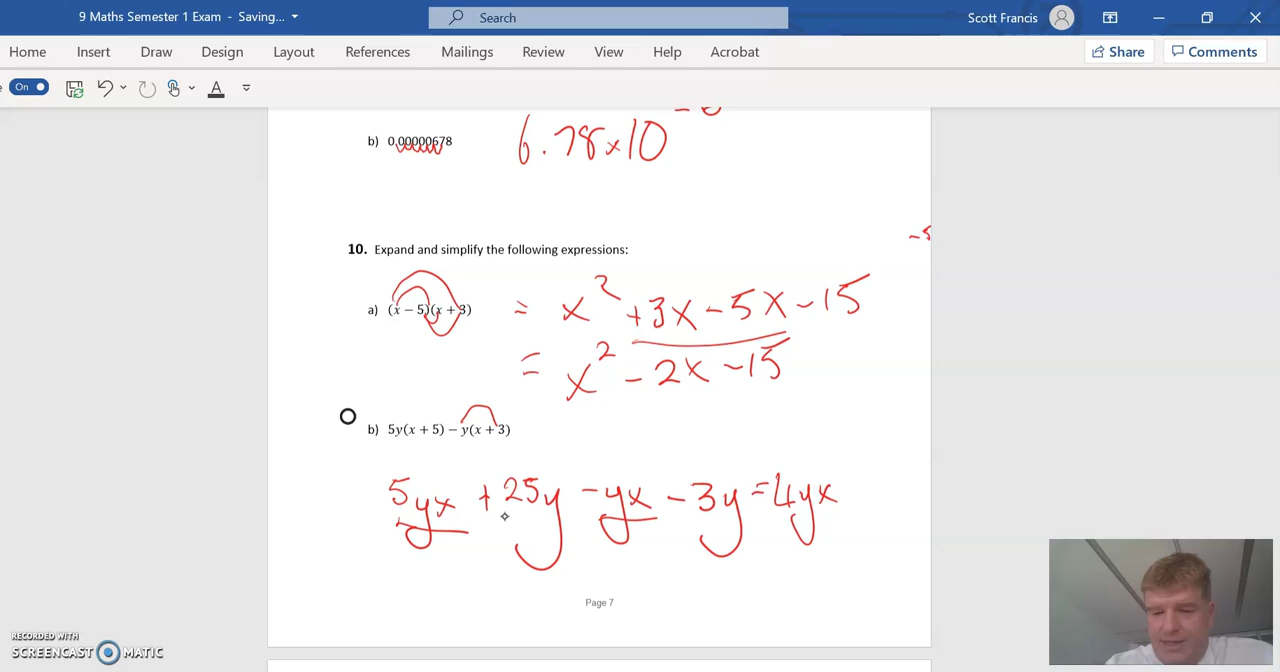 9 Maths Semester 1 Exam - Saving...
Search
Scott Francis
Home Insert Draw Design Layout References Mailings Review View Help Acrobat
Share Comments
On A
b) 0.00000678 6.78×10
10. Expand and simplify the following expressions:
-5
a) (x − 5)(x + 3) = x² +3x -5x -15
= x² - 2x -15
b) 5y(x + 5) − y(x + 3)
5yx + 25y - yx - 3y = 4yx
Page 7
RECORDED WITH
SCREENCAST MATIC